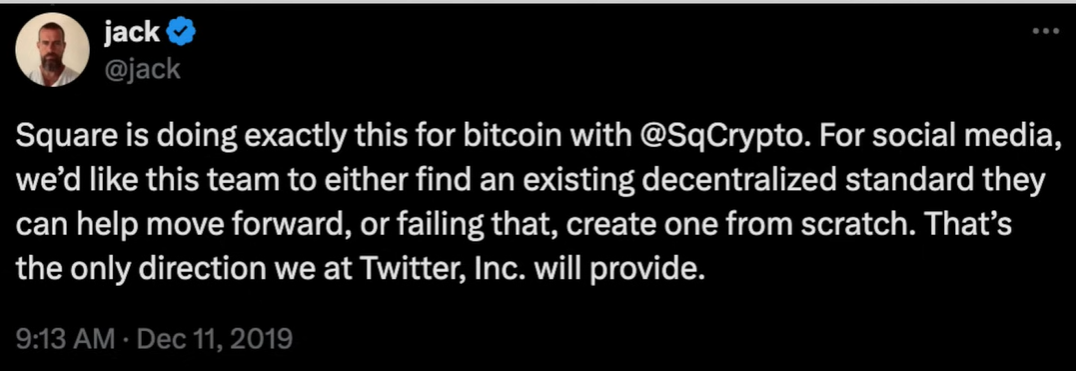 jack
@jack
Square is doing exactly this for bitcoin with @SqCrypto. For social media,
we’d like this team to either find an existing decentralized standard they
can help move forward, or failing that, create one from scratch. That’s
the only direction we at Twitter, Inc. will provide.
9:13 AM · Dec 11, 2019